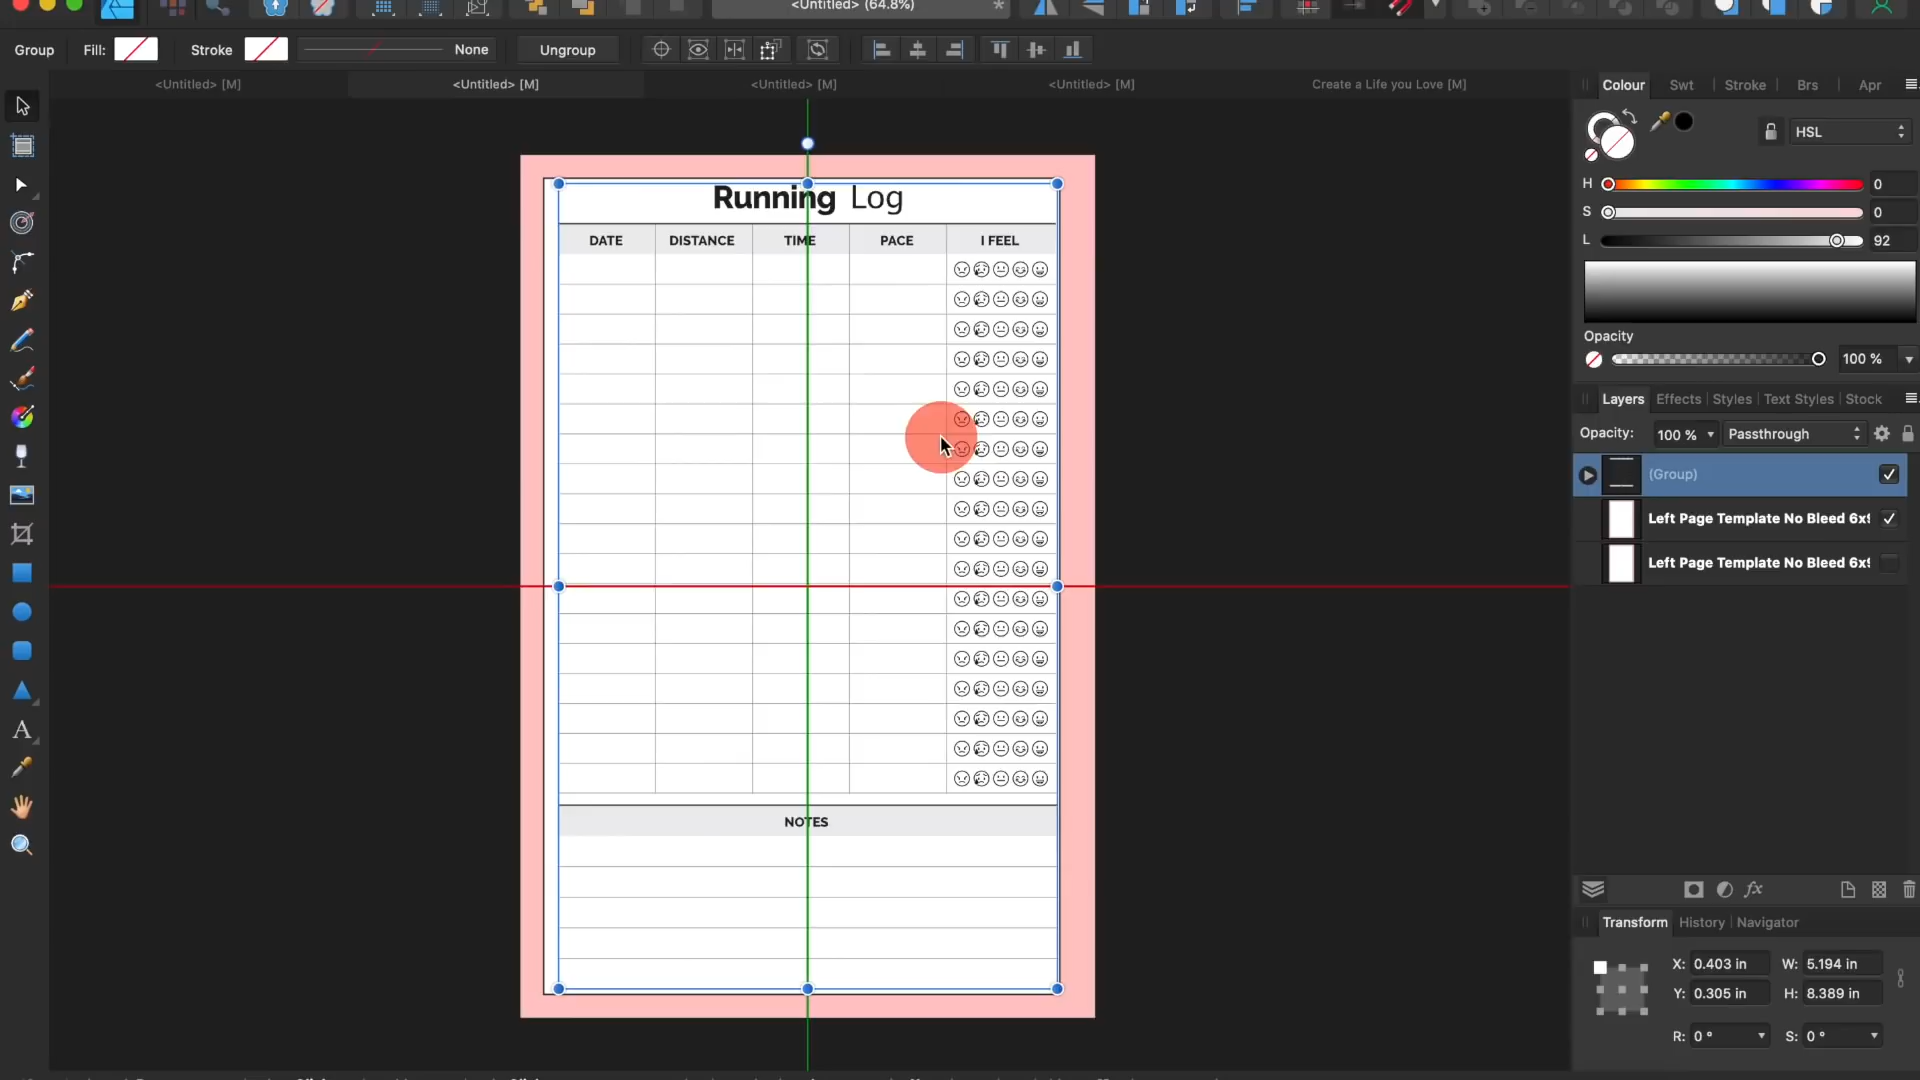 <Untitled> (64.8%)
*
Group
Fill:
Stroke
None
Ungroup
<Untitled> [M]
<Untitled> [M]
<Untitled> [M]
<Untitled> [M]
Create a Life you Love [M]
Colour
Swt
Stroke
Brs
Apr
HSL
H
0
S
0
L
92
Opacity
100 %
Layers
Effects
Styles
Text Styles
Stock
Opacity:
100 %
Passthrough
(Group)
Left Page Template No Bleed 6x9
Left Page Template No Bleed 6x9
fx
Transform
History
Navigator
X: 0.403 in
W: 5.194 in
Y: 0.305 in
H: 8.389 in
R: 0 °
S: 0 °
Running Log
DATE
DISTANCE
TIME
PACE
I FEEL
NOTES
A